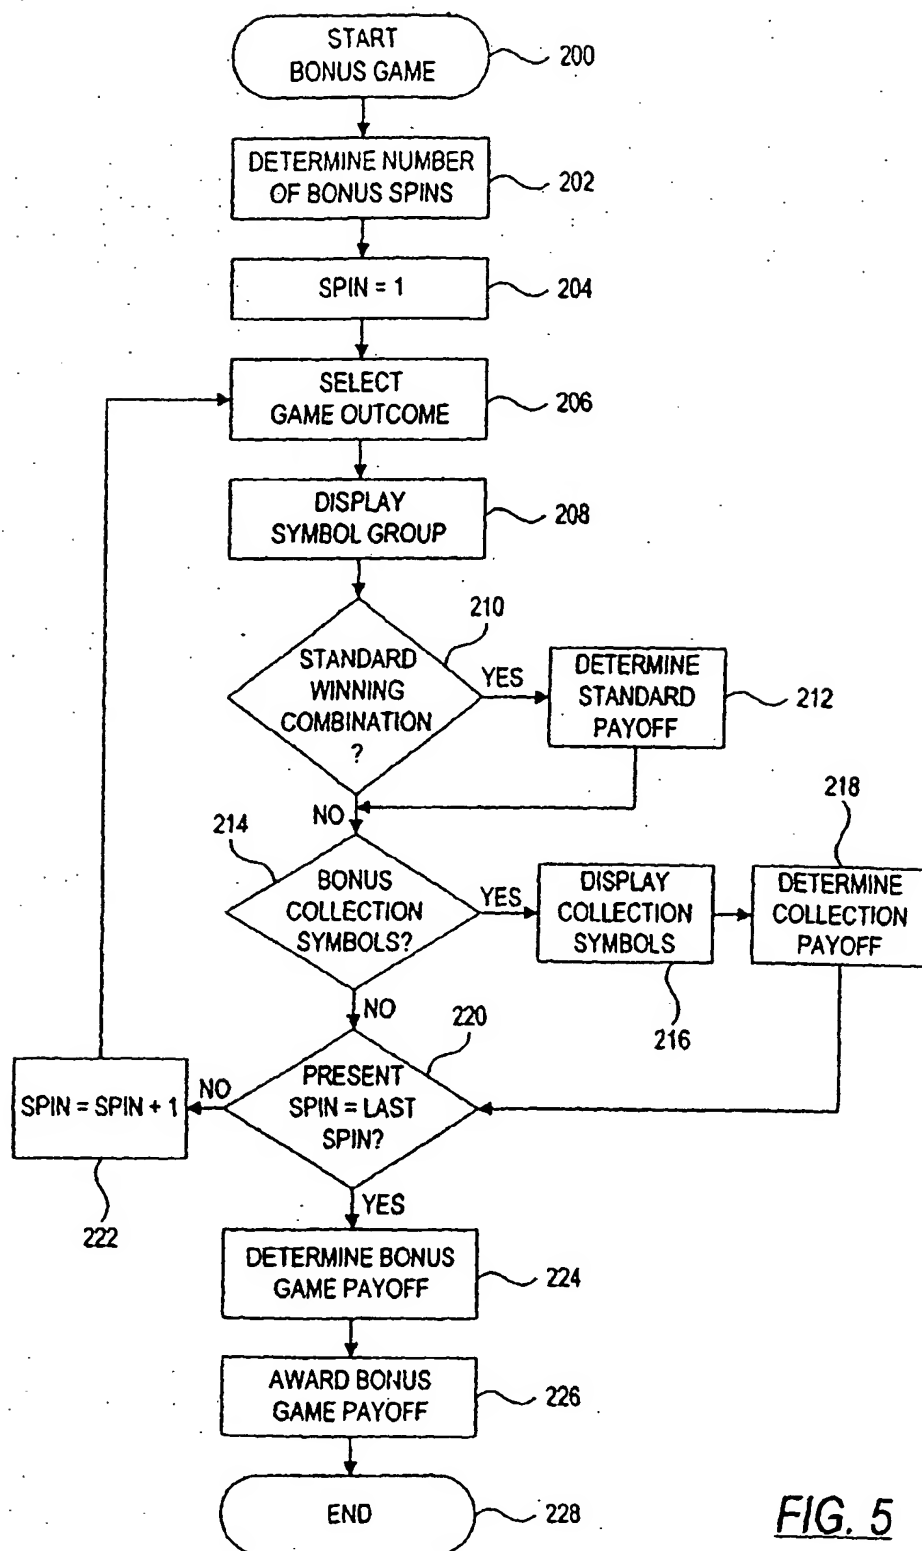 START
BONUS GAME
200
DETERMINE NUMBER
OF BONUS SPINS
202
SPIN = 1
204
SELECT
GAME OUTCOME
206
DISPLAY
SYMBOL GROUP
208
210
STANDARD
WINNING
COMBINATION
?
YES
DETERMINE
STANDARD
PAYOFF
212
NO
214
BONUS
COLLECTION
SYMBOLS?
YES
DISPLAY
COLLECTION
SYMBOLS
216
218
DETERMINE
COLLECTION
PAYOFF
NO
220
PRESENT
SPIN = LAST
SPIN?
NO
SPIN = SPIN + 1
222
YES
DETERMINE BONUS
GAME PAYOFF
224
AWARD BONUS
GAME PAYOFF
226
END
228
FIG. 5